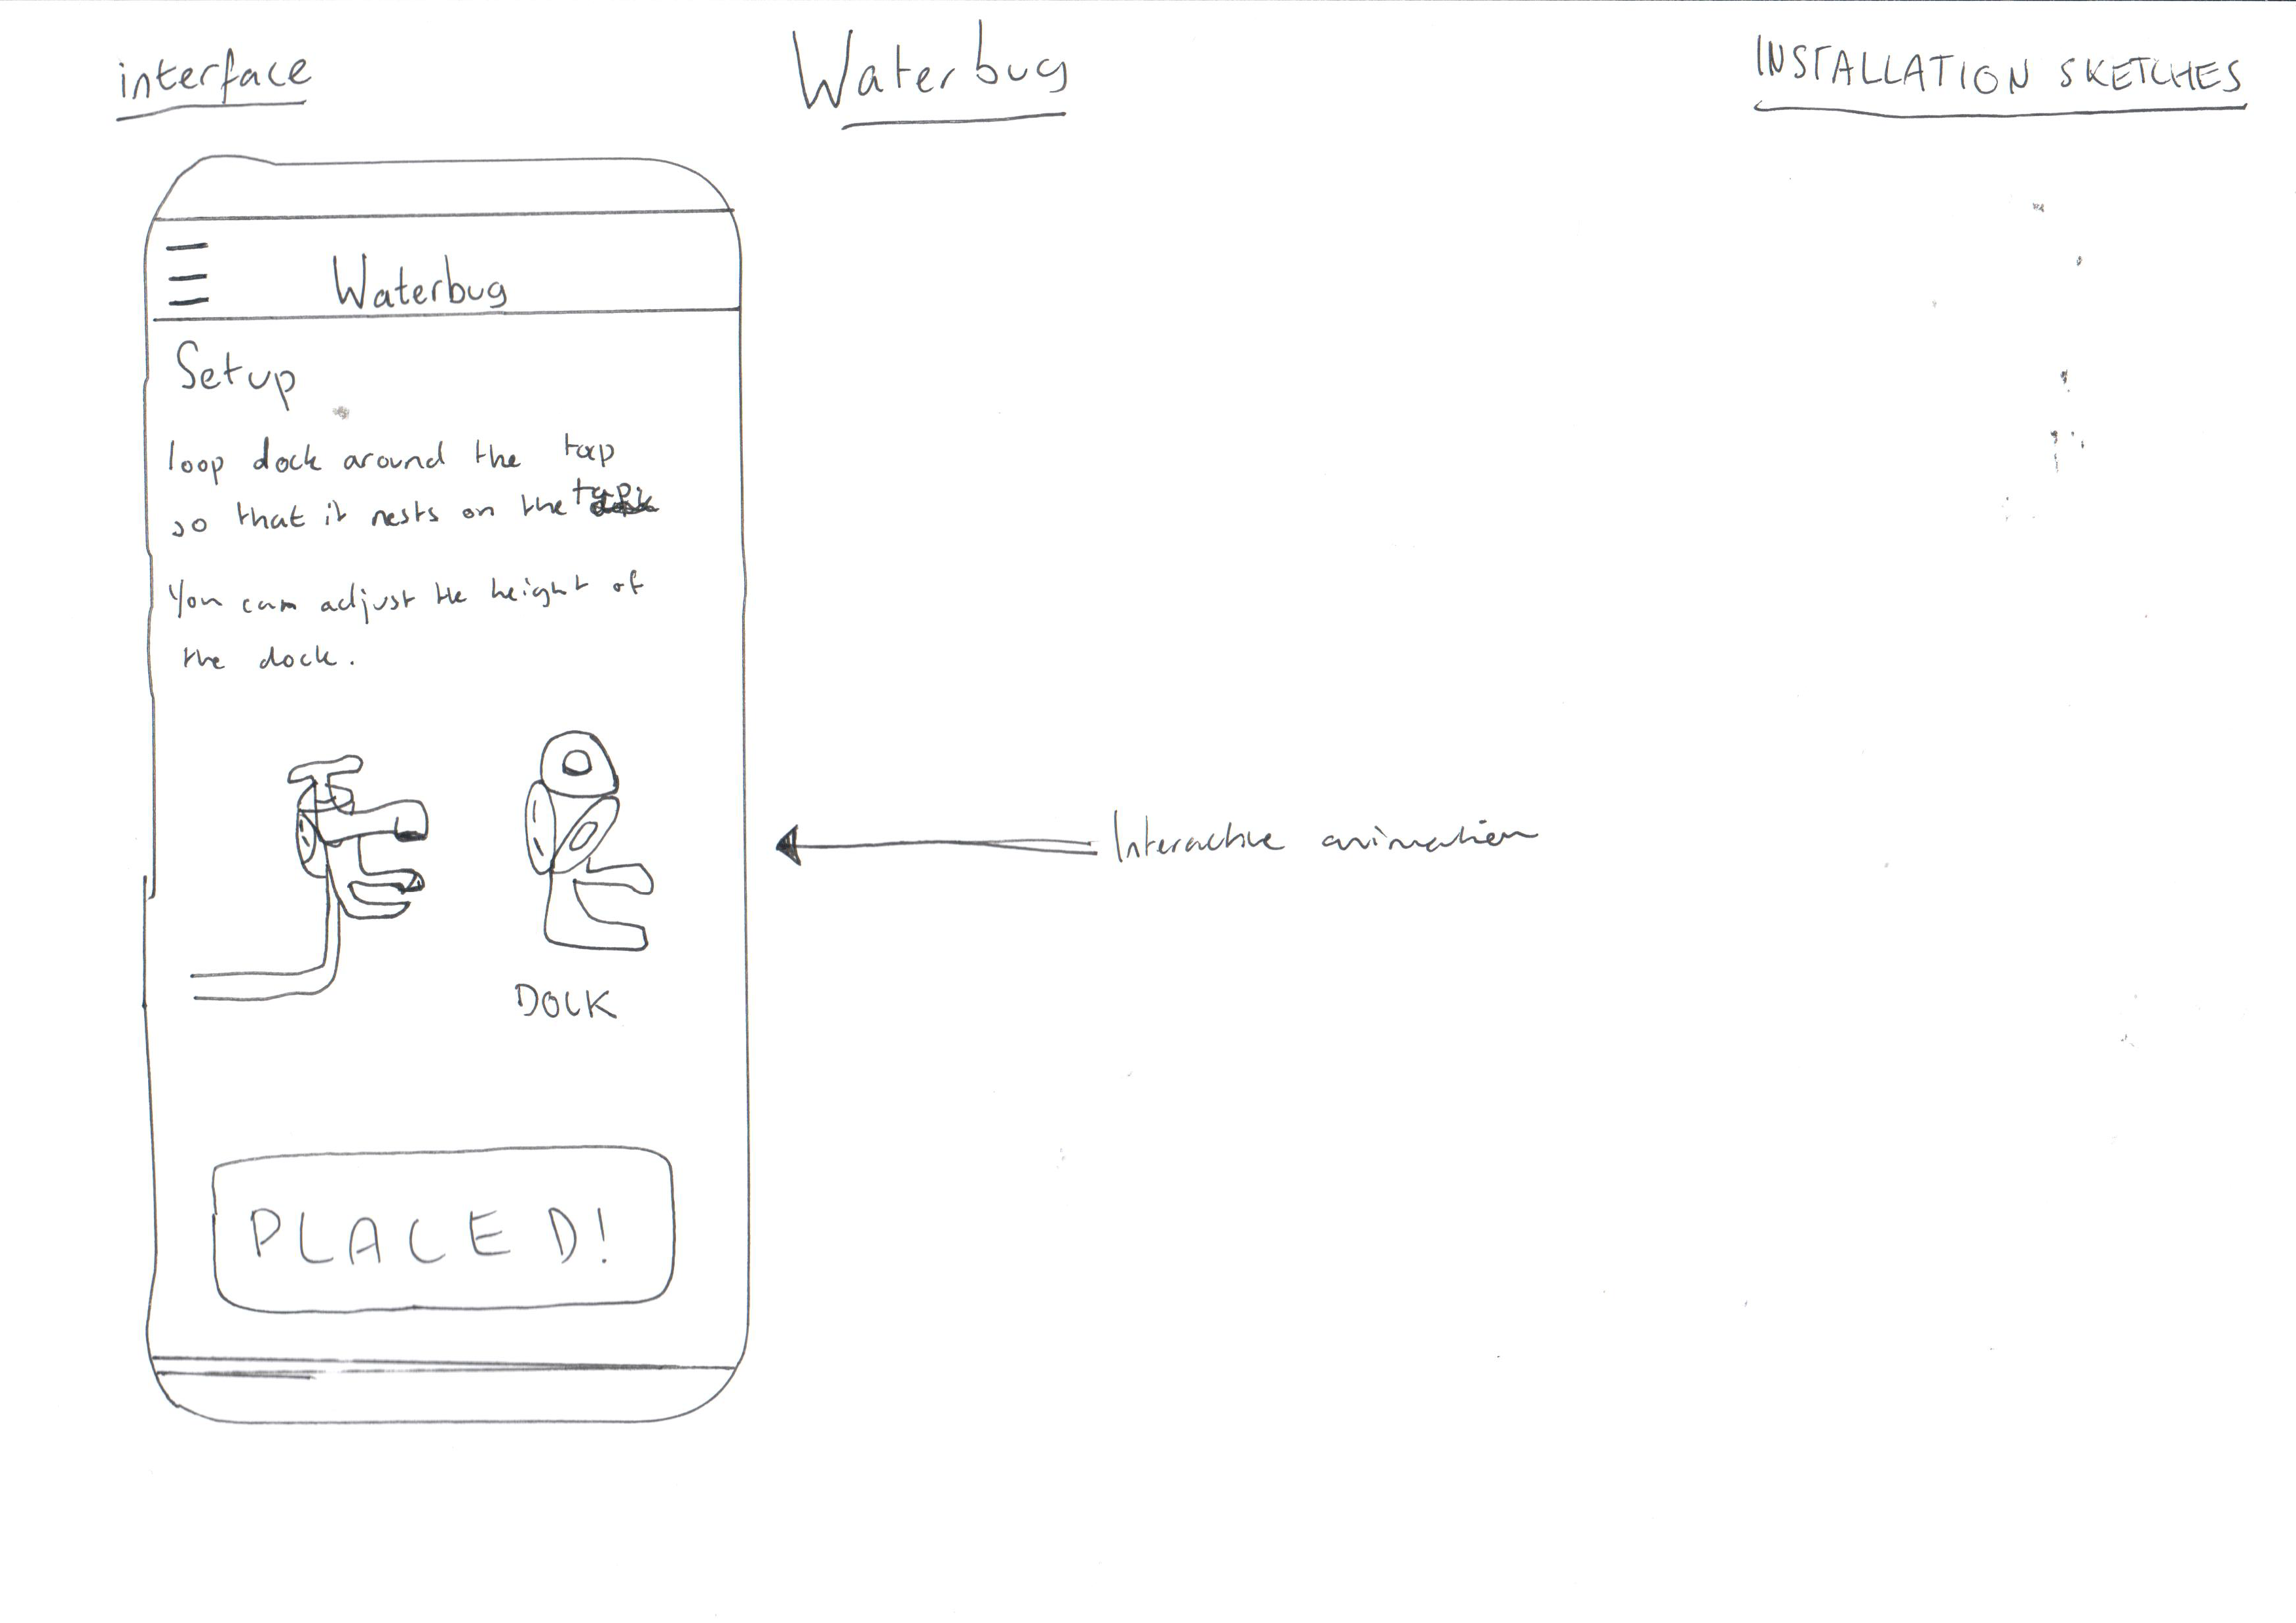 interface
Waterbug
INSTALLATION SKETCHES
Waterbug
Setup
loop dock around the tap
so that it nests on the tap
You can adjust the height of
the dock.
Interactive animation
DOCK
PLACED!